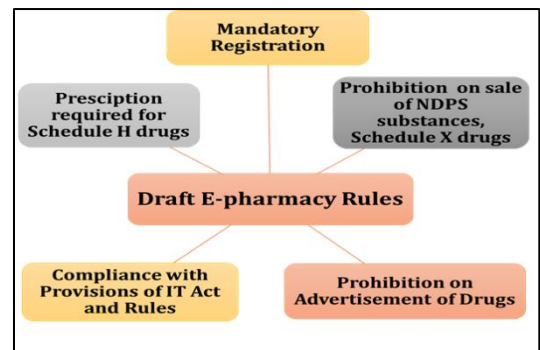 Mandatory
Registration
Presciption
required for
Schedule H drugs
Prohibition  on sale
of NDPS
substances,
Schedule X drugs
Draft E-pharmacy Rules
Compliance with
Provisions of IT Act
and Rules
Prohibition on
Advertisement of Drugs